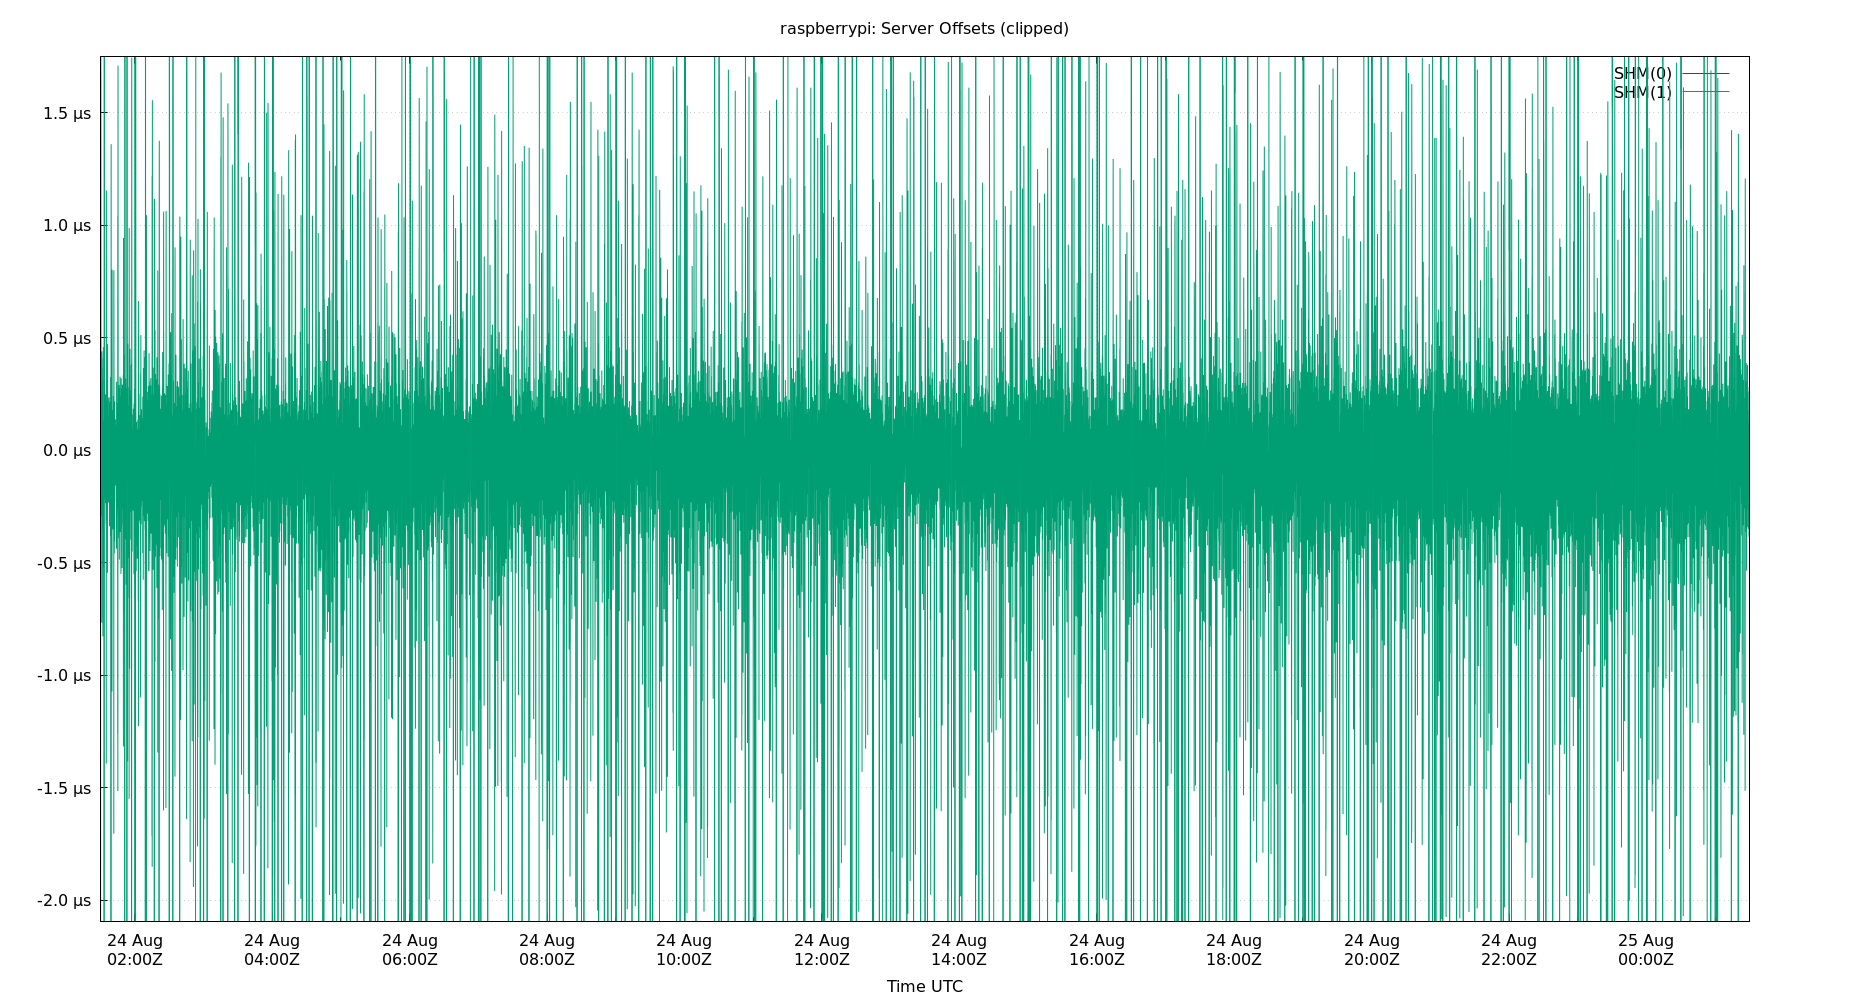 raspberrypi: Server Offsets (clipped)
SHM(0)
SHM(1)
1.5 µs
1.0 µs
0.5 µs
0.0 µs
-0.5 µs
-1.0 µs
-1.5 µs
-2.0 µs
24 Aug 24 Aug 24 Aug 24 Aug 24 Aug 24 Aug 24 Aug 24 Aug 24 Aug 24 Aug 24 Aug 25 Aug
02:00Z 04:00Z 06:00Z 08:00Z 10:00Z 12:00Z 14:00Z 16:00Z 18:00Z 20:00Z 22:00Z 00:00Z
Time UTC